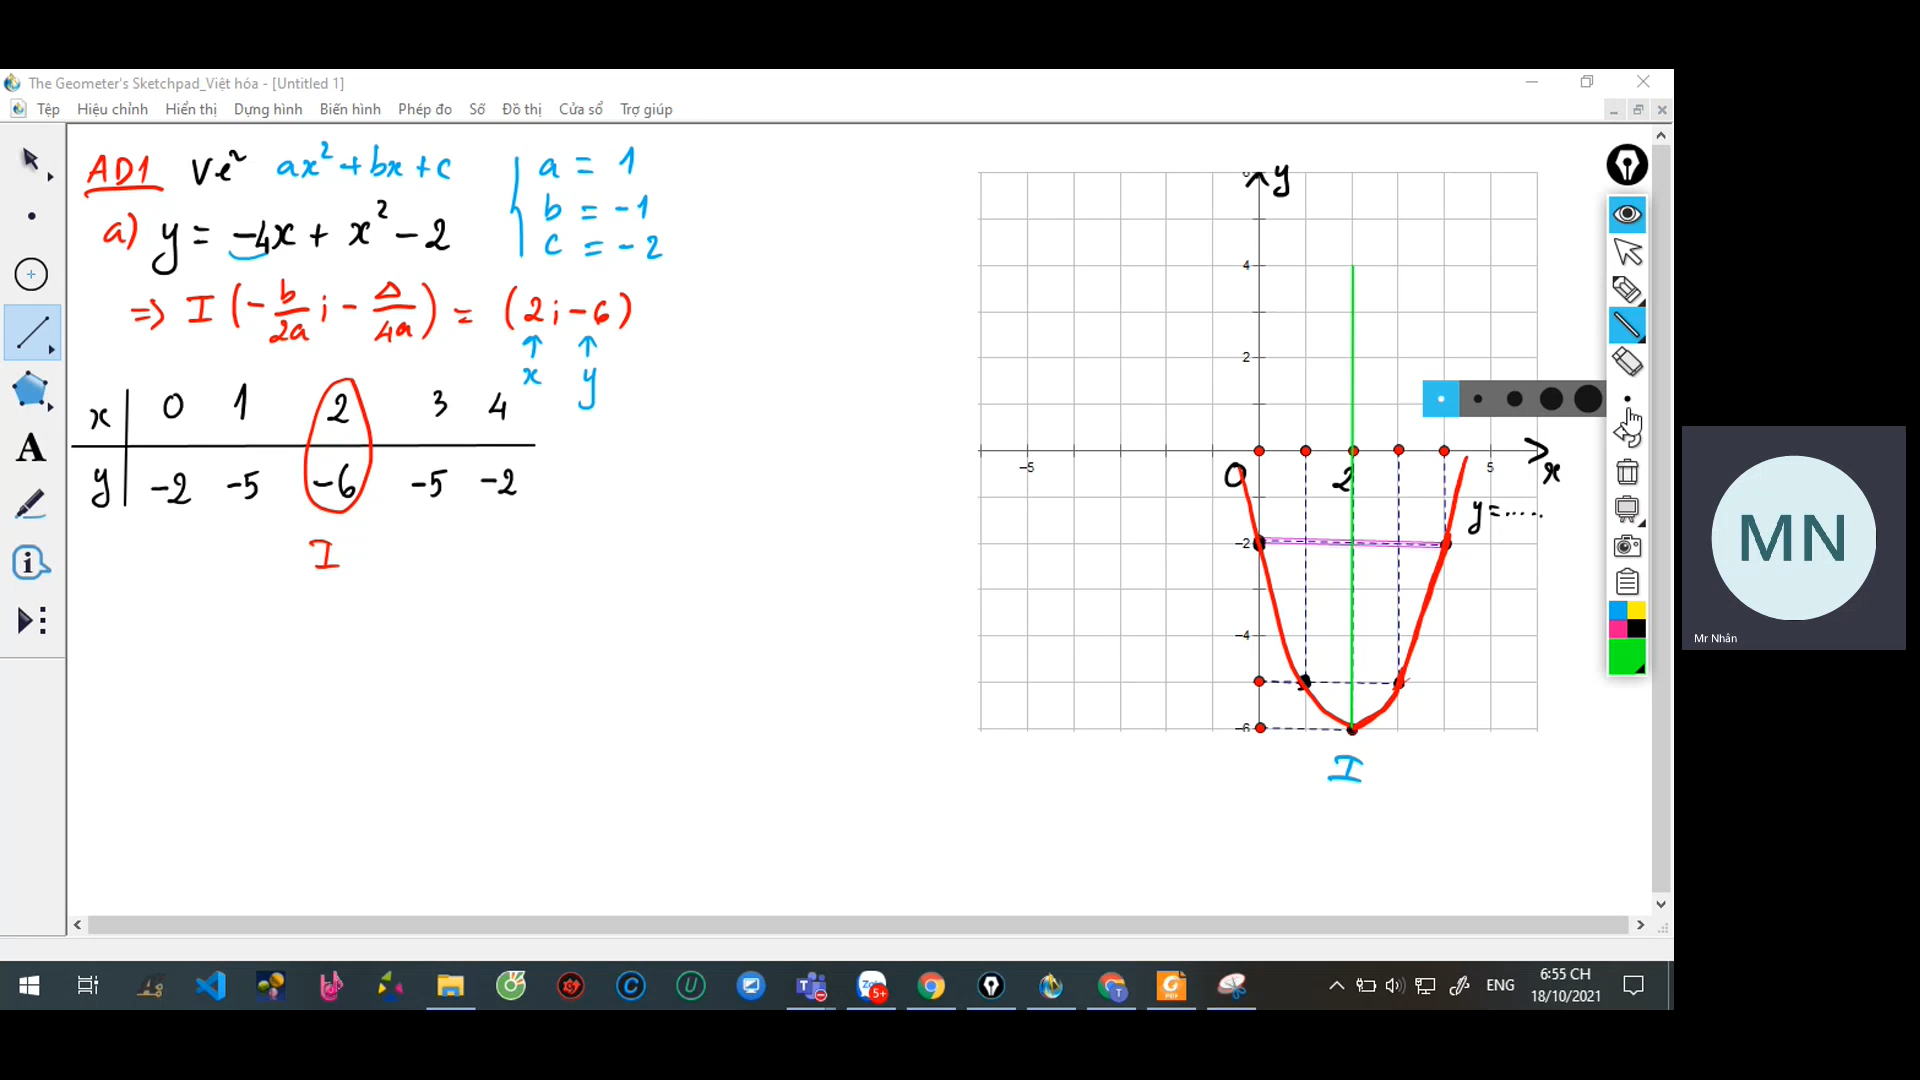 The Geometer's Sketchpad_Việt hóa - [Untitled 1]
Tệp Hiệu chỉnh Hiển thị Dựng hình Biến hình Phép đo Số Đồ thị Cửa sổ Trợ giúp
AD1 Vẽ ax² + bx + c
a = 1
b = -1
c = -2
a) y = -4x + x² - 2
=> I (-b/2a ; -Δ/4a) = (2 ; -6)
↑ ↑
x y
x 0 1 2 3 4
y -2 -5 -6 -5 -2
I
y
4
2
-5
5
x
O
2
y = .....
-2
-4
-6
I
A
MN
Mr Nhân
5+
ENG
6:55 CH
18/10/2021